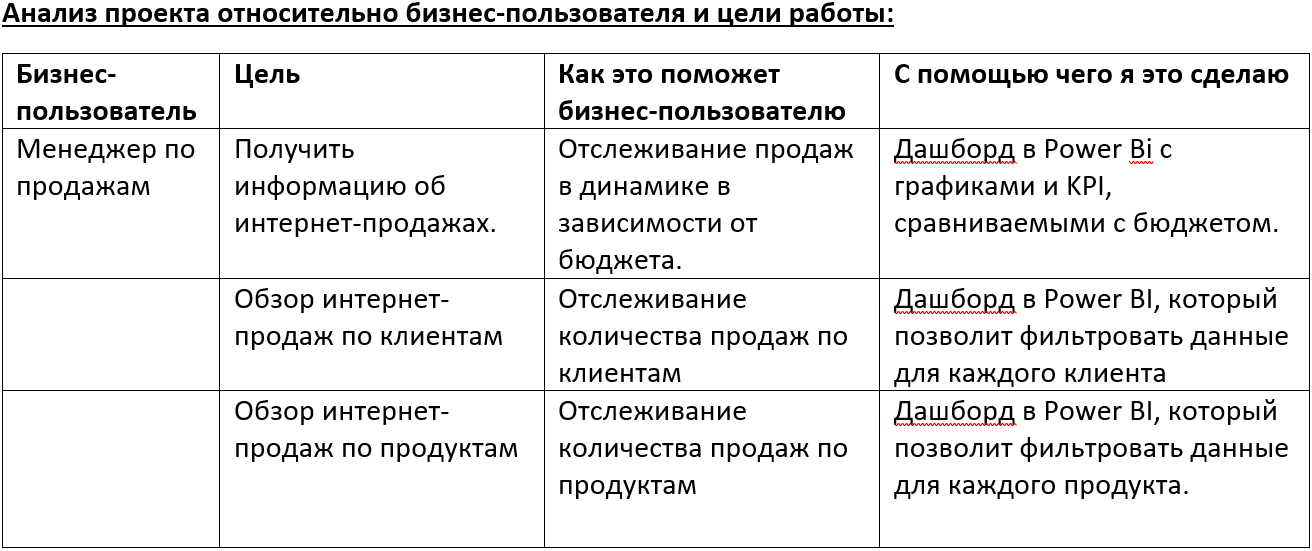 Анализ проекта относительно бизнес-пользователя и цели работы:
Бизнес-
пользователь
Цель
Как это поможет
бизнес-пользователю
С помощью чего я это сделаю
Менеджер по
продажам
Получить
информацию об
интернет-продажах.
Отслеживание продаж
в динамике в
зависимости от
бюджета.
Дашборд в Power Bi с
графиками и KPI,
сравниваемыми с бюджетом.
Обзор интернет-
продаж по клиентам
Отслеживание
количества продаж по
клиентам
Дашборд в Power BI, который
позволит фильтровать данные
для каждого клиента
Обзор интернет-
продаж по продуктам
Отслеживание
количества продаж по
продуктам
Дашборд в Power BI, который
позволит фильтровать данные
для каждого продукта.